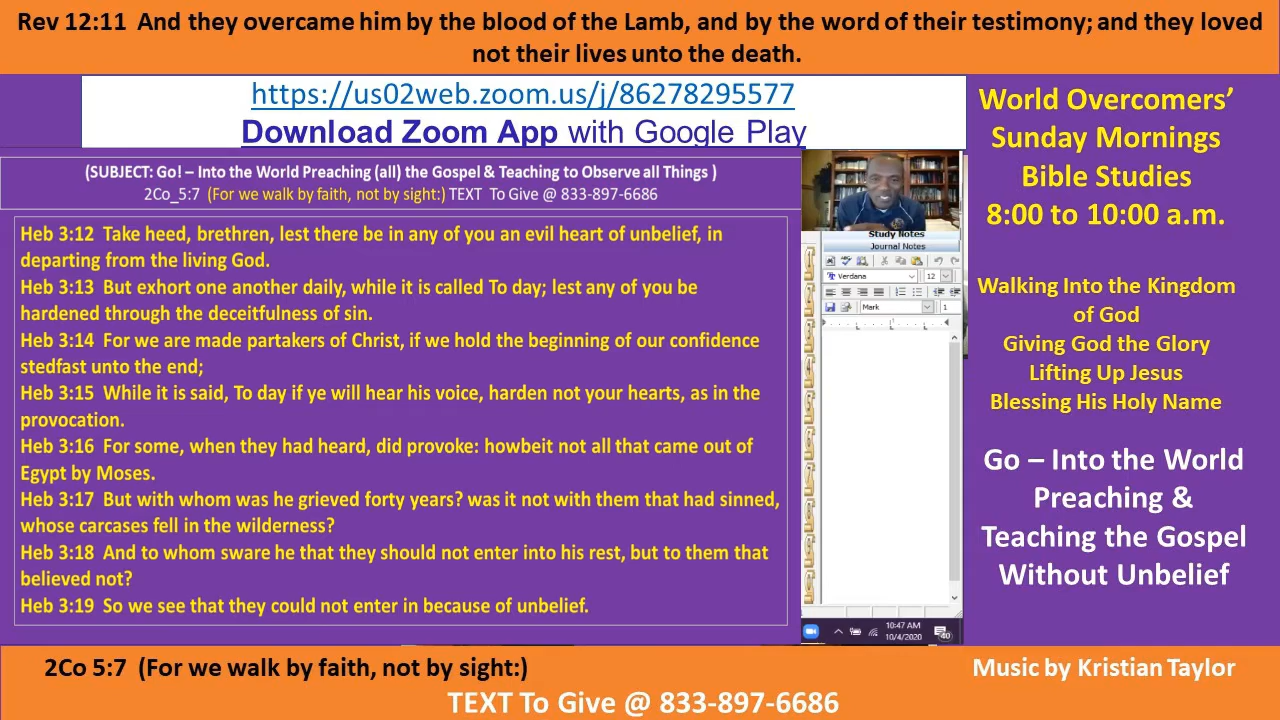 Rev 12:11 And they overcame him by the blood of the Lamb, and by the word of their testimony; and they loved
not their lives unto the death.
https://us02web.zoom.us/j/86278295577
Download Zoom App with Google Play
(SUBJECT: Go! – Into the World Preaching (all) the Gospel & Teaching to Observe all Things )
2Co_5:7 (For we walk by faith, not by sight:) TEXT To Give @ 833-897-6686
Heb 3:12 Take heed, brethren, lest there be in any of you an evil heart of unbelief, in
departing from the living God.
Heb 3:13 But exhort one another daily, while it is called To day; lest any of you be
hardened through the deceitfulness of sin.
Heb 3:14 For we are made partakers of Christ, if we hold the beginning of our confidence
stedfast unto the end;
Heb 3:15 While it is said, To day if ye will hear his voice, harden not your hearts, as in the
provocation.
Heb 3:16 For some, when they had heard, did provoke: howbeit not all that came out of
Egypt by Moses.
Heb 3:17 But with whom was he grieved forty years? was it not with them that had sinned,
whose carcases fell in the wilderness?
Heb 3:18 And to whom sware he that they should not enter into his rest, but to them that
believed not?
Heb 3:19 So we see that they could not enter in because of unbelief.
Study Notes
Journal Notes
Verdana 12
Mark 1
10:47 AM
10/4/2020
40
World Overcomers'
Sunday Mornings
Bible Studies
8:00 to 10:00 a.m.
Walking Into the Kingdom
of God
Giving God the Glory
Lifting Up Jesus
Blessing His Holy Name
Go – Into the World
Preaching &
Teaching the Gospel
Without Unbelief
2Co 5:7 (For we walk by faith, not by sight:)
Music by Kristian Taylor
TEXT To Give @ 833-897-6686